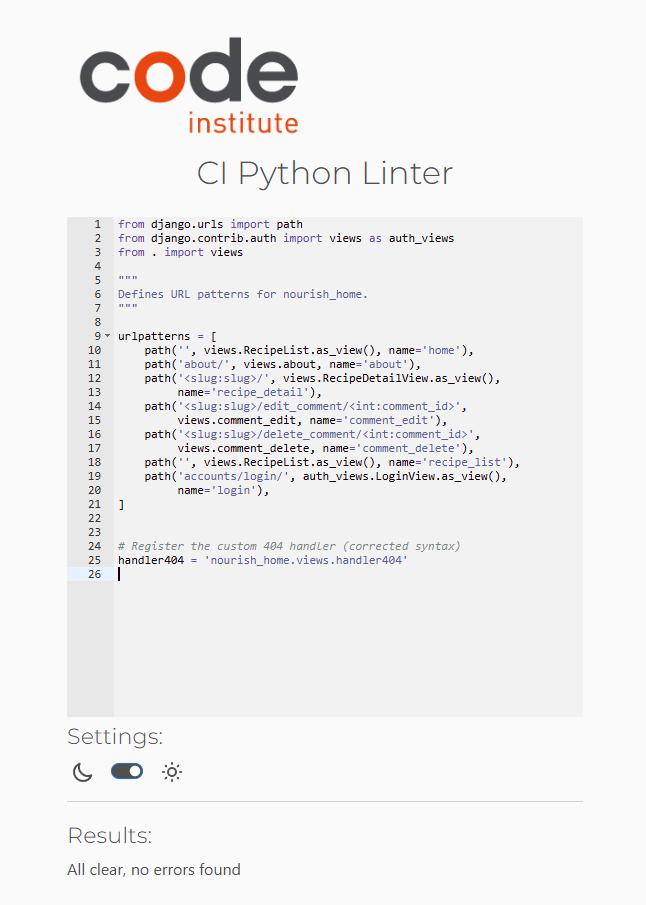 code
institute
CI Python Linter
1 from django.urls import path
2 from django.contrib.auth import views as auth_views
3 from . import views
4
5 """
6 Defines URL patterns for nourish_home.
7 """
8
9 urlpatterns = [
10     path('', views.RecipeList.as_view(), name='home'),
11     path('about/', views.about, name='about'),
12     path('<slug:slug>/', views.RecipeDetailView.as_view(),
13          name='recipe_detail'),
14     path('<slug:slug>/edit_comment/<int:comment_id>',
15          views.comment_edit, name='comment_edit'),
16     path('<slug:slug>/delete_comment/<int:comment_id>',
17          views.comment_delete, name='comment_delete'),
18     path('', views.RecipeList.as_view(), name='recipe_list'),
19     path('accounts/login/', auth_views.LoginView.as_view(),
20          name='login'),
21 ]
22
23
24 # Register the custom 404 handler (corrected syntax)
25 handler404 = 'nourish_home.views.handler404'
26
Settings:
Results:
All clear, no errors found